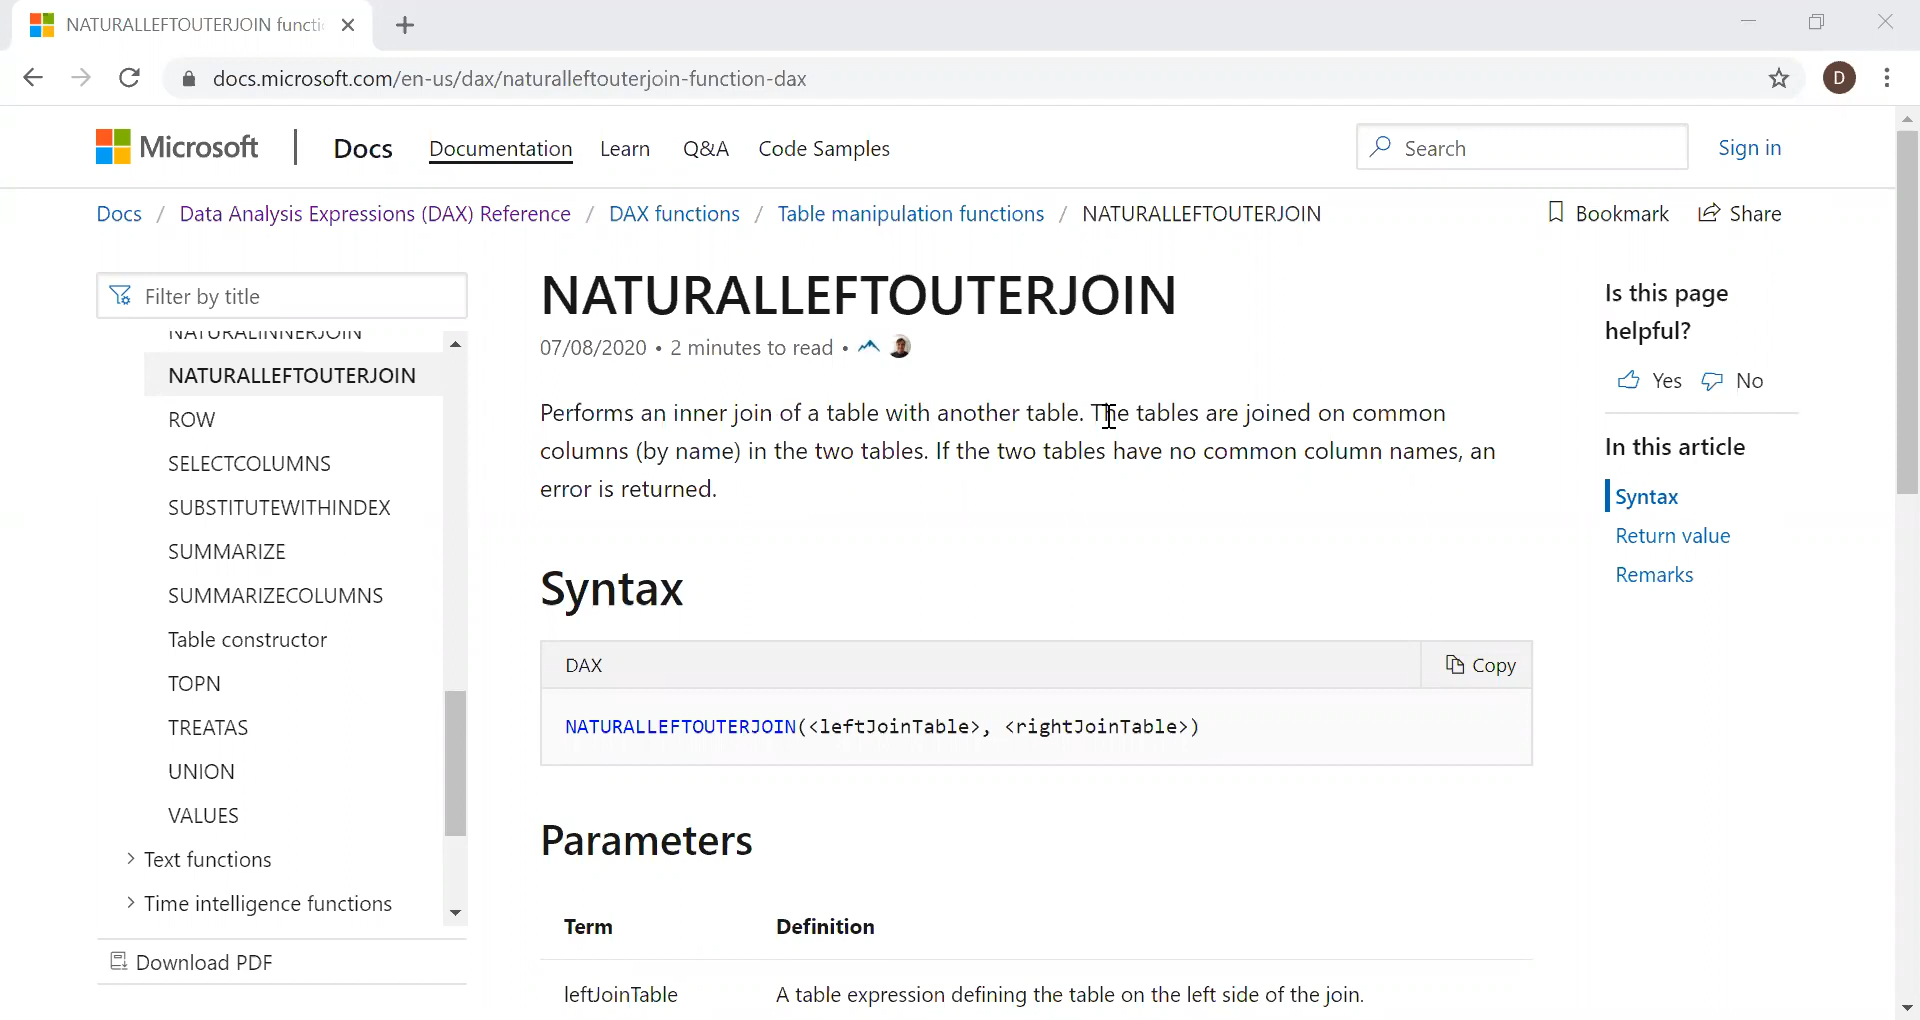 NATURALLEFTOUTERJOIN functi
docs.microsoft.com/en-us/dax/naturalleftouterjoin-function-dax
D
Microsoft
Docs Documentation Learn Q&A Code Samples
Search
Sign in
Docs / Data Analysis Expressions (DAX) Reference / DAX functions / Table manipulation functions / NATURALLEFTOUTERJOIN
Bookmark Share
Filter by title
NATURALINNERJOIN
NATURALLEFTOUTERJOIN
ROW
SELECTCOLUMNS
SUBSTITUTEWITHINDEX
SUMMARIZE
SUMMARIZECOLUMNS
Table constructor
TOPN
TREATAS
UNION
VALUES
> Text functions
> Time intelligence functions
Download PDF
NATURALLEFTOUTERJOIN
07/08/2020 • 2 minutes to read •
Performs an inner join of a table with another table. The tables are joined on common
columns (by name) in the two tables. If the two tables have no common column names, an
error is returned.
Syntax
DAX
Copy
NATURALLEFTOUTERJOIN(<leftJoinTable>, <rightJoinTable>)
Parameters
Term Definition
leftJoinTable A table expression defining the table on the left side of the join.
Is this page
helpful?
Yes No
In this article
Syntax
Return value
Remarks